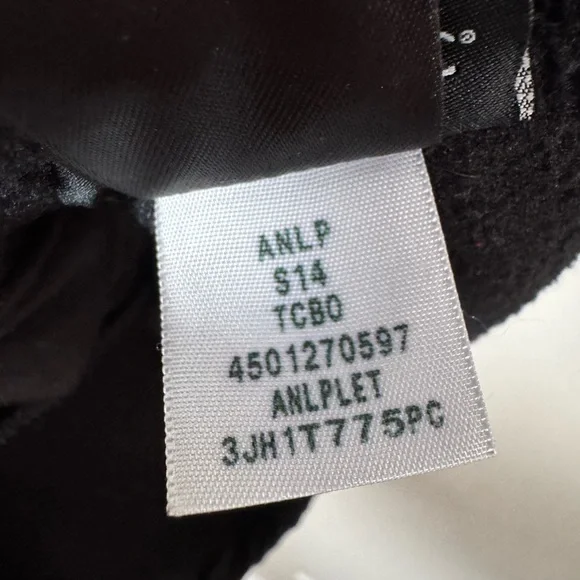 ANLP
S14
TCBO
4501270597
ANLPLET
3JH1T775PC